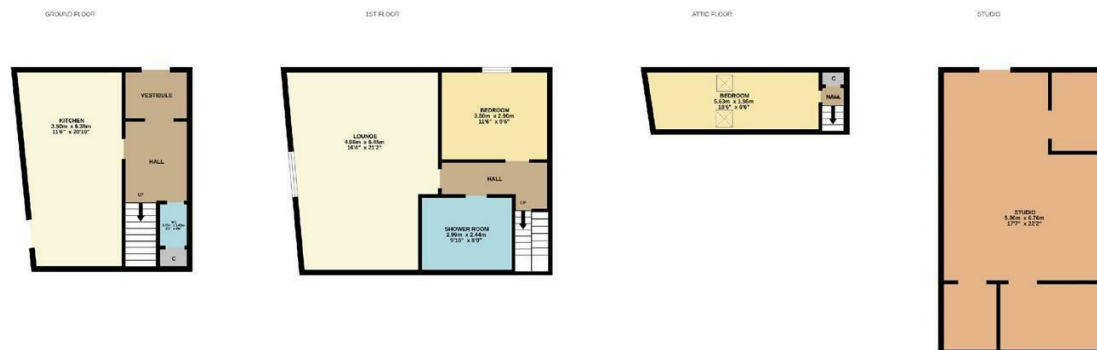 GROUND FLOOR
1ST FLOOR
ATTIC FLOOR
STUDIO
KITCHEN
3.50m x 6.35m
11'6" x 20'10"
VESTIBULE
HALL
UP
C
LOUNGE
4.98m x 6.45m
16'4" x 21'2"
BEDROOM
3.50m x 2.90m
11'6" x 9'6"
HALL
UP
SHOWER ROOM
2.99m x 2.44m
9'10" x 8'0"
BEDROOM
5.63m x 1.98m
18'6" x 6'6"
C
HALL
STUDIO
5.36m x 6.76m
17'7" x 22'2"